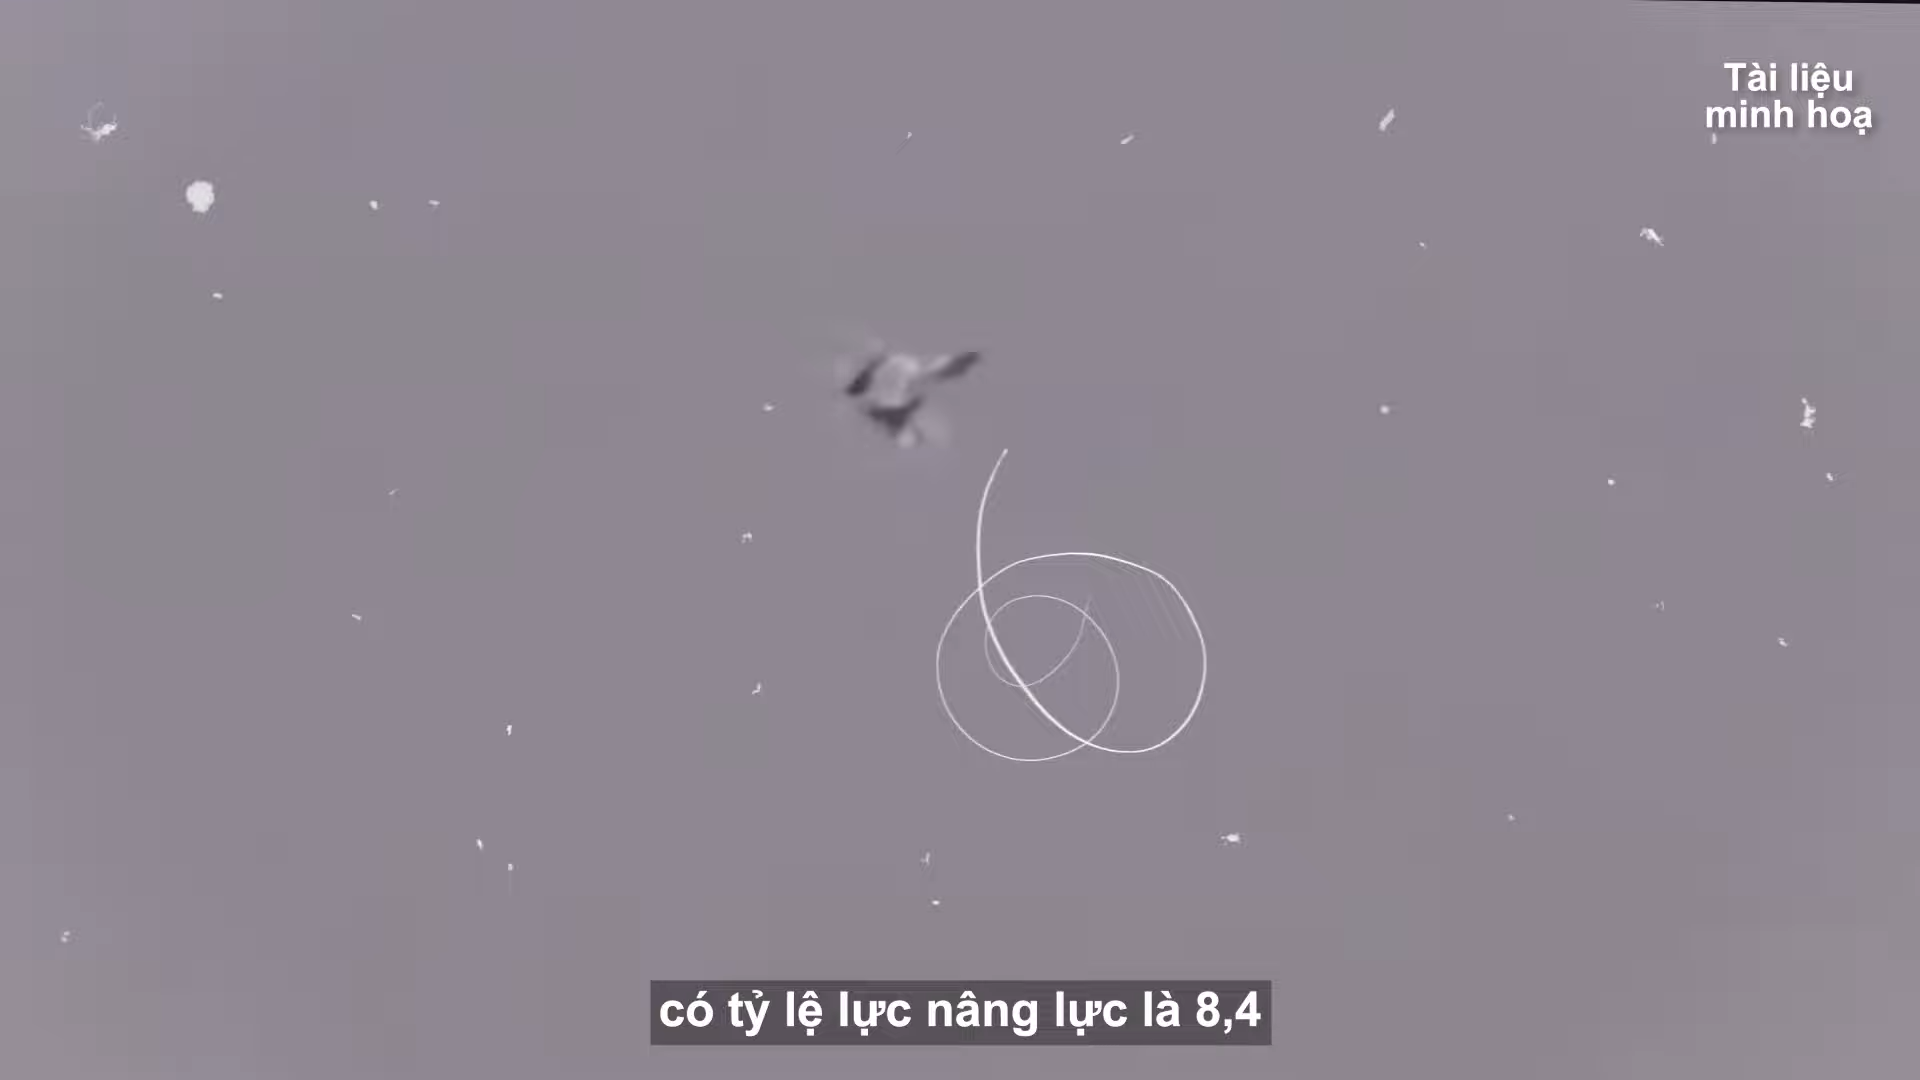 Tài liệu
minh hoạ
có tỷ lệ lực nâng lực là 8,4